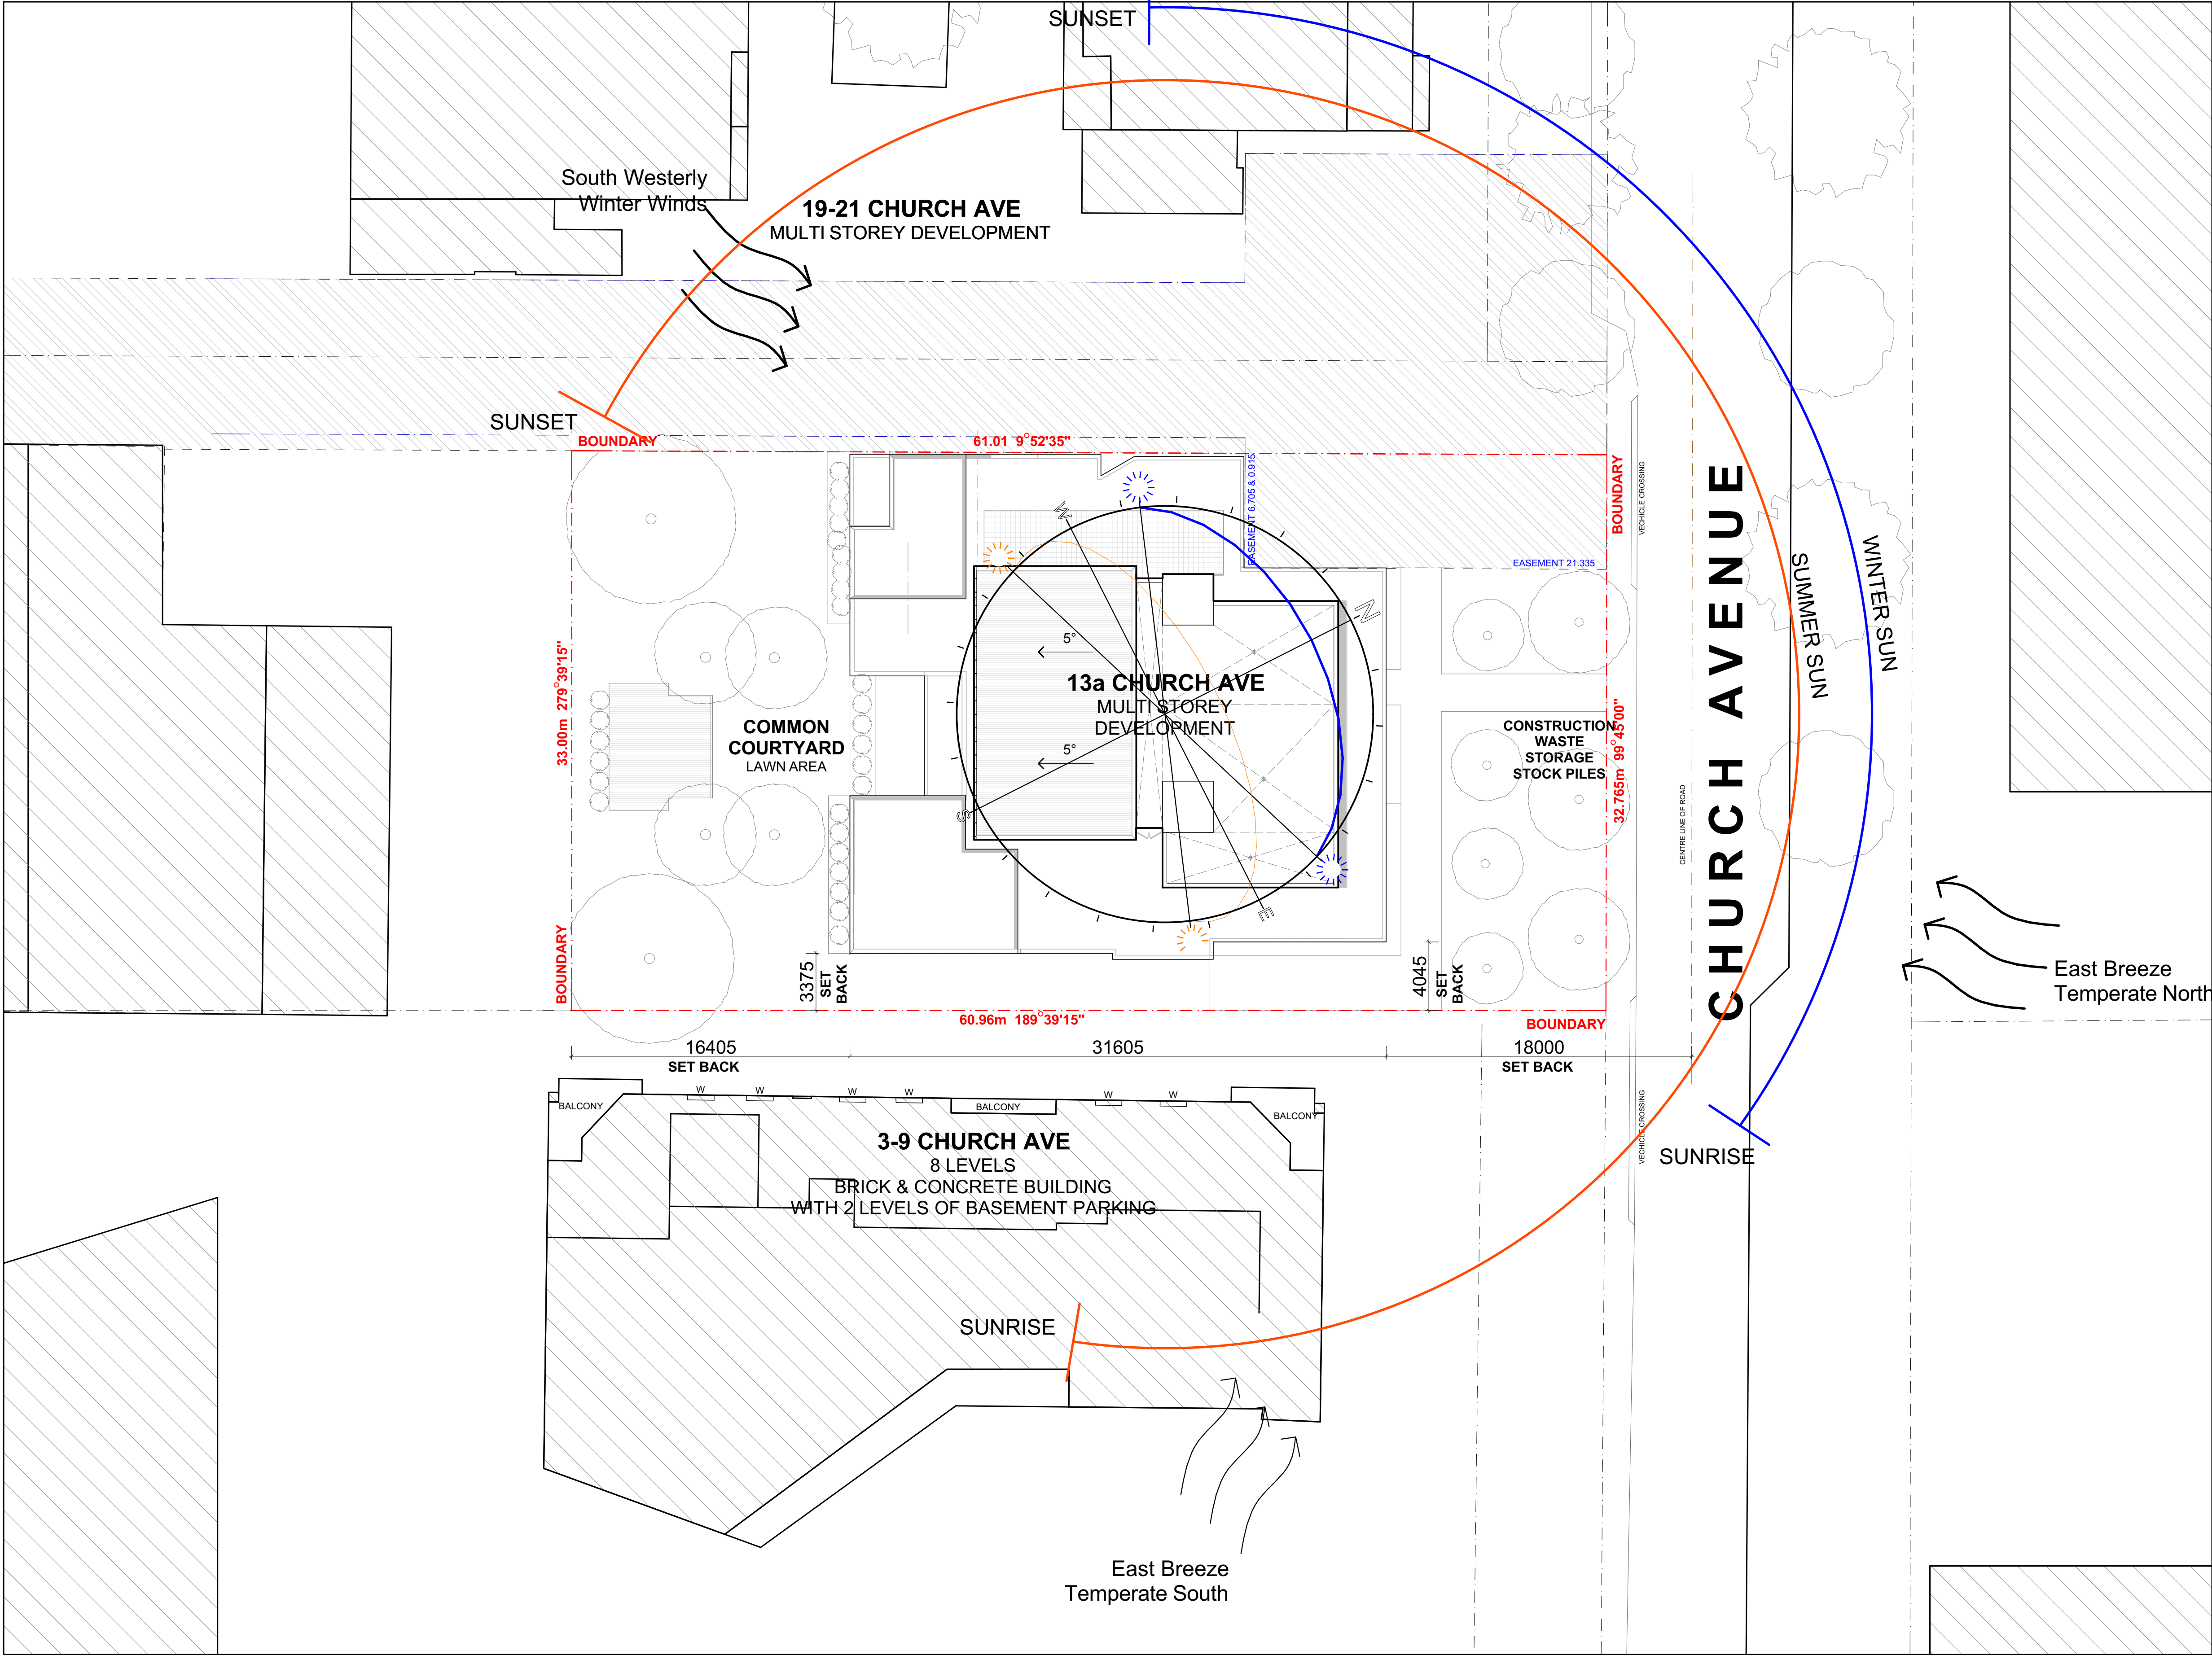 SUNSET
South Westerly
Winter Winds
19-21 CHURCH AVE
MULTI STOREY DEVELOPMENT
SUNSET
BOUNDARY
61.01 9°52'35"
BOUNDARY
VECHICLE CROSSING
EASEMENT 6.705 & 0.915
EASEMENT 21.335
W
N
S
E
5°
5°
13a CHURCH AVE
MULTI STOREY
DEVELOPMENT
33.00m 279°39'15"
COMMON
COURTYARD
LAWN AREA
CONSTRUCTION
WASTE
STORAGE
STOCK PILES
32.765m 99°45'00"
CENTRE LINE OF ROAD
CHURCH AVENUE
SUMMER SUN
WINTER SUN
East Breeze
Temperate North
BOUNDARY
3375
SET
BACK
4045
SET
BACK
60.96m 189°39'15"
BOUNDARY
16405
SET BACK
31605
18000
SET BACK
BALCONY
W
W
W
W
BALCONY
W
W
BALCONY
3-9 CHURCH AVE
8 LEVELS
BRICK & CONCRETE BUILDING
WITH 2 LEVELS OF BASEMENT PARKING
VECHICLE CROSSING
SUNRISE
SUNRISE
East Breeze
Temperate South